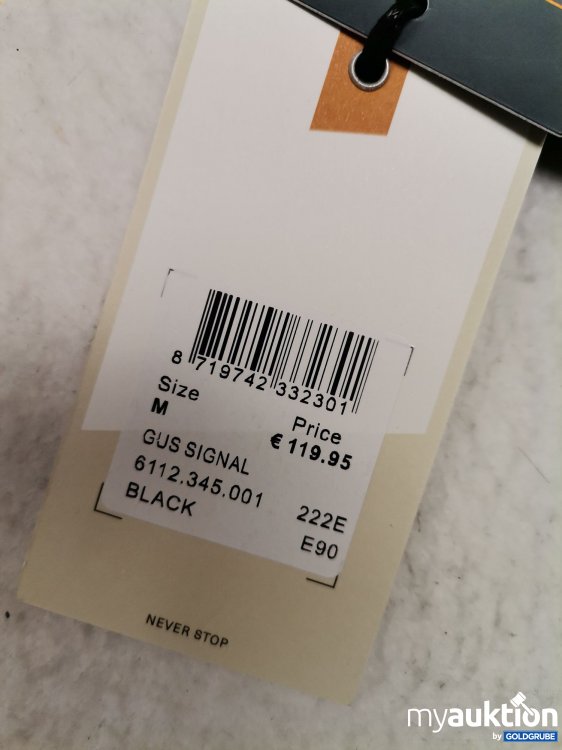 8 719742 332301
Size
M
Price
€ 119.95
GUS SIGNAL
6112.345.001
BLACK
222E
E90
NEVER STOP
myauktion
by GOLDGRUBE